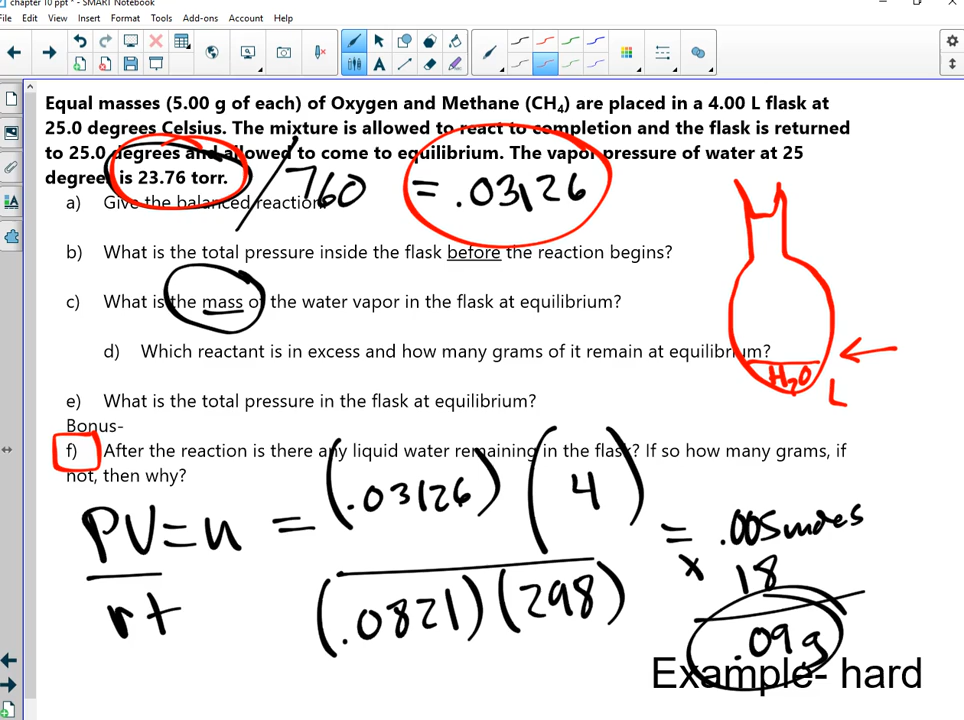 chapter 10 ppt * - SMART Notebook
File Edit View Insert Format Tools Add-ons Account Help
Equal masses (5.00 g of each) of Oxygen and Methane (CH₄) are placed in a 4.00 L flask at
25.0 degrees Celsius. The mixture is allowed to react to completion and the flask is returned
to 25.0 degrees and allowed to come to equilibrium. The vapor pressure of water at 25
degrees is 23.76 torr.
/760 = .03126
a) Give the balanced reaction.
b) What is the total pressure inside the flask before the reaction begins?
c) What is the mass of the water vapor in the flask at equilibrium?
d) Which reactant is in excess and how many grams of it remain at equilibrium?
H₂O
L
e) What is the total pressure in the flask at equilibrium?
Bonus-
f) After the reaction is there any liquid water remaining in the flask? If so how many grams, if
not, then why?
PV = n = (.03126) (4)
rt (.0821) (298)
= .005 moles
x 18
.09 g
Example- hard